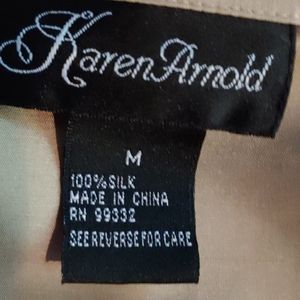 Karen Arnold
M
100% SILK
MADE IN CHINA
RN 99332
SEE REVERSE FOR CARE